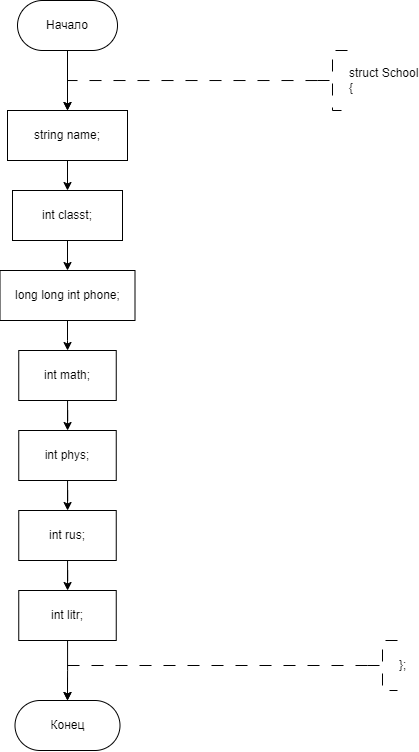 Начало
struct School
{
string name;
int classt;
long long int phone;
int math;
int phys;
int rus;
int litr;
};
Конец